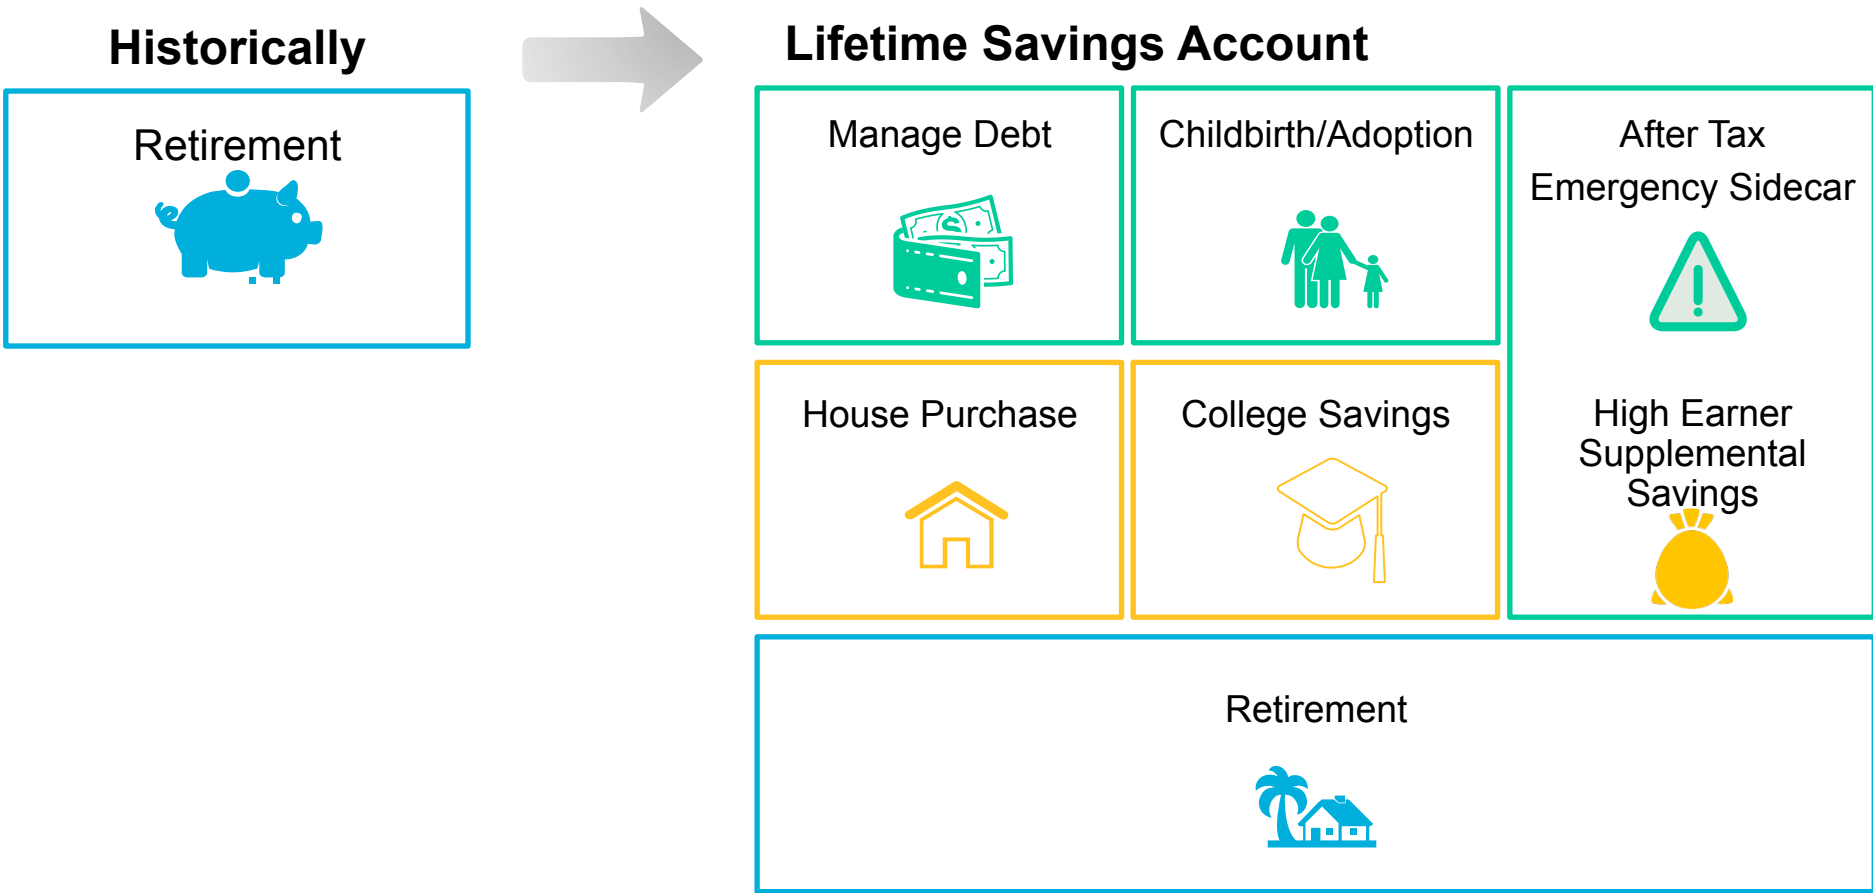 Historically
Lifetime Savings Account
Retirement
Manage Debt
Childbirth/Adoption
After Tax
Emergency Sidecar
House Purchase
College Savings
High Earner
Supplemental
Savings
Retirement